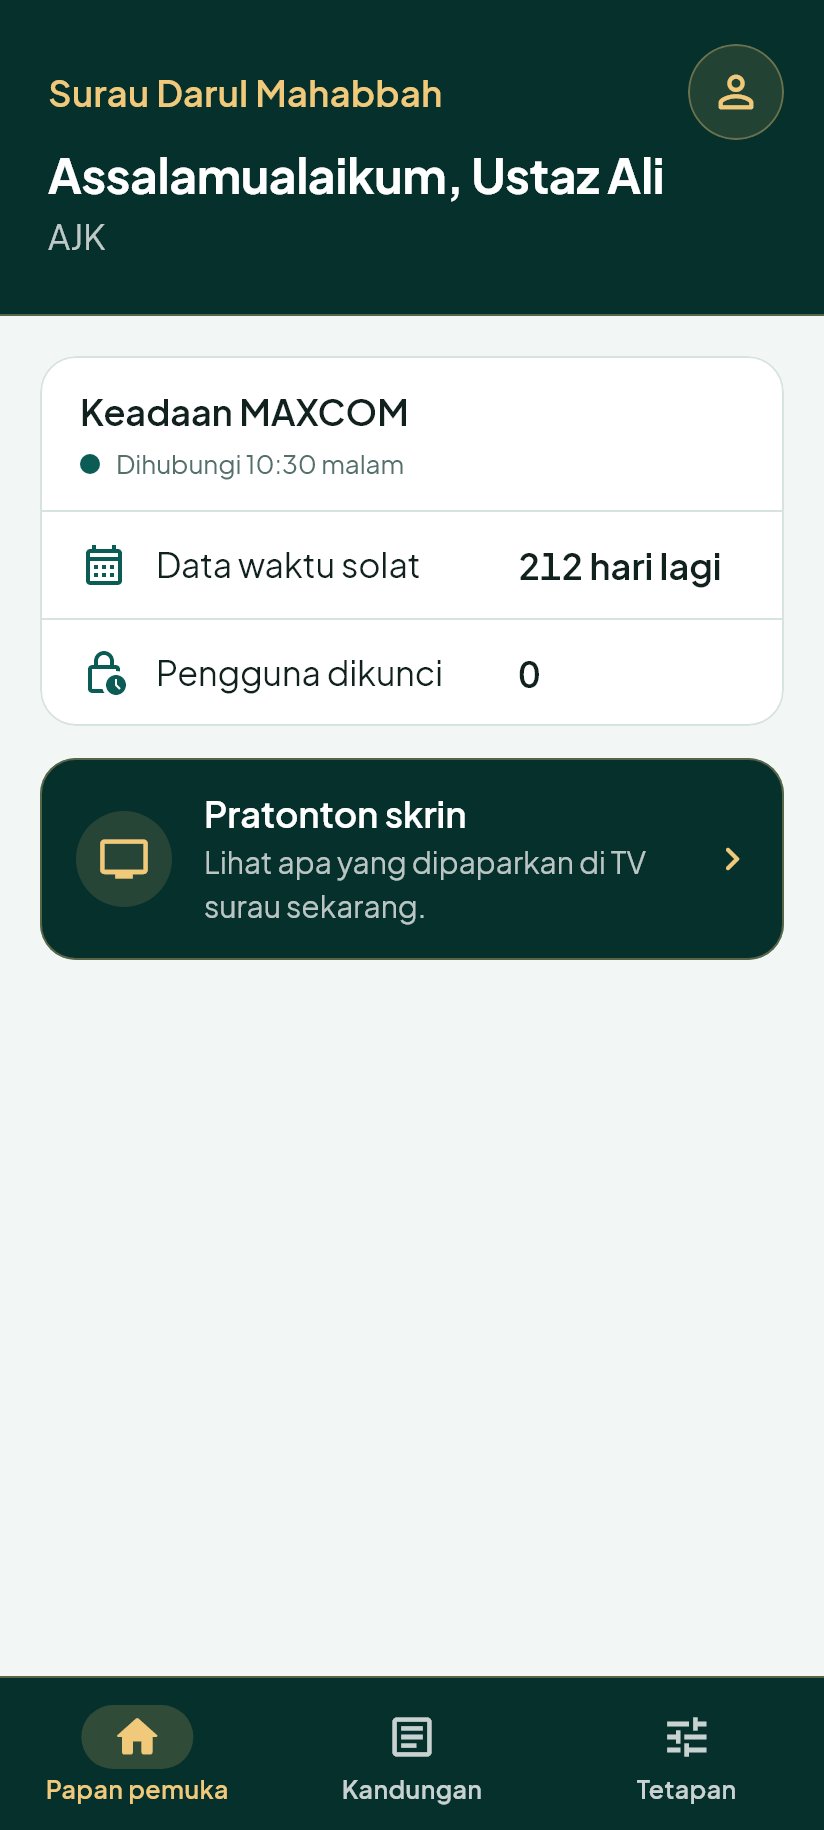 Surau Darul Mahabbah
Assalamualaikum, Ustaz Ali
AJK
Keadaan MAXCOM
Dihubungi 10:30 malam
Data waktu solat 212 hari lagi
Pengguna dikunci 0
Pratonton skrin
Lihat apa yang dipaparkan di TV
surau sekarang.
Papan pemuka Kandungan Tetapan